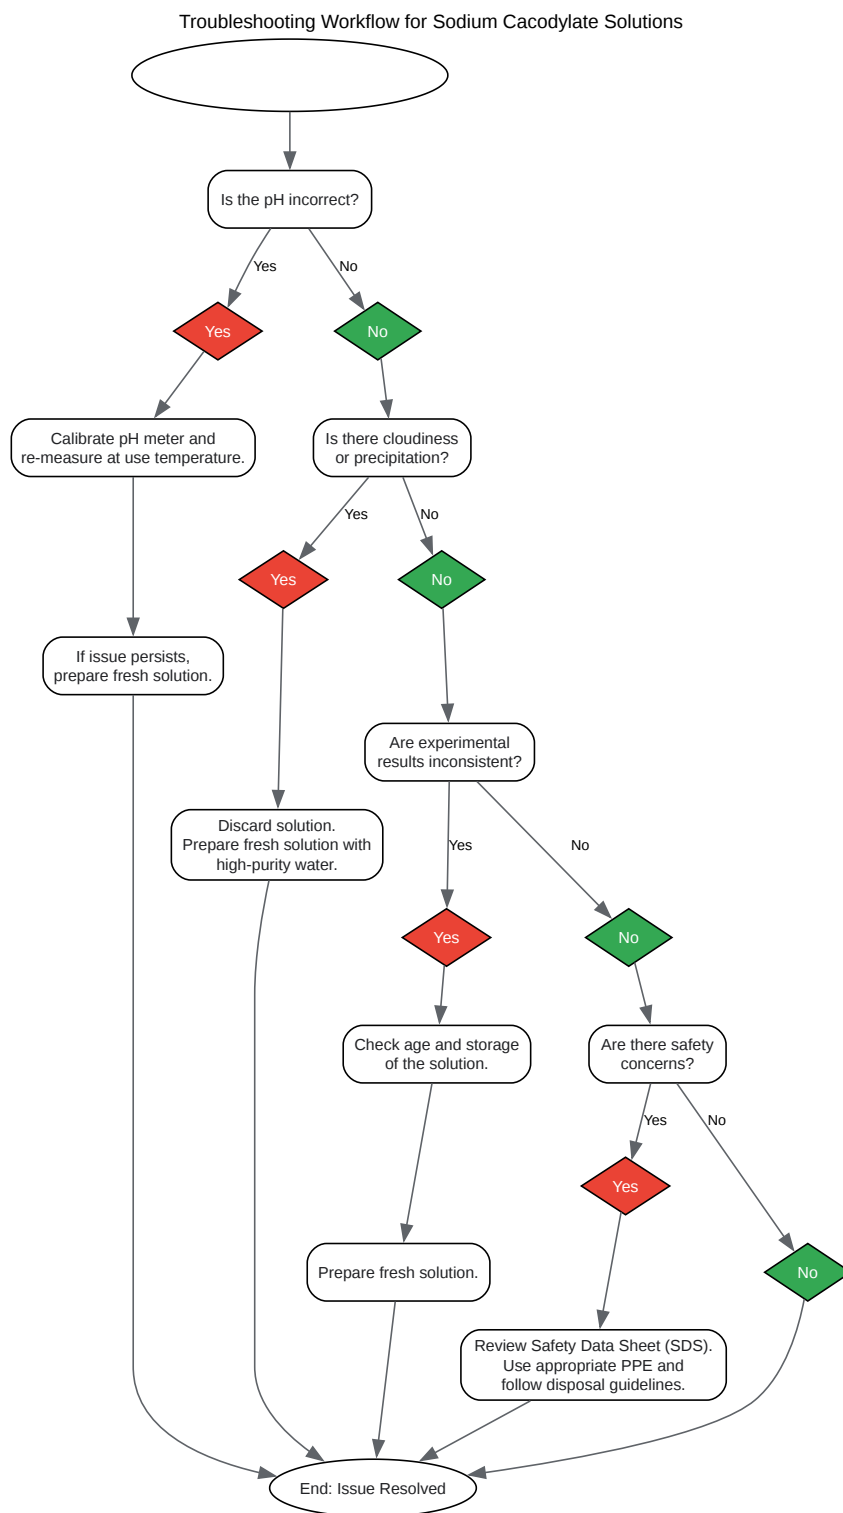 Troubleshooting Workflow for Sodium Cacodylate Solutions
Is the pH incorrect?
Yes
No
Yes
No
Calibrate pH meter and
re-measure at use temperature.
Is there cloudiness
or precipitation?
Yes
No
Yes
No
If issue persists,
prepare fresh solution.
Are experimental
results inconsistent?
Discard solution.
Prepare fresh solution with
high-purity water.
Yes
No
Yes
No
Check age and storage
of the solution.
Are there safety
concerns?
Yes
No
Yes
Prepare fresh solution.
No
Review Safety Data Sheet (SDS).
Use appropriate PPE and
follow disposal guidelines.
End: Issue Resolved